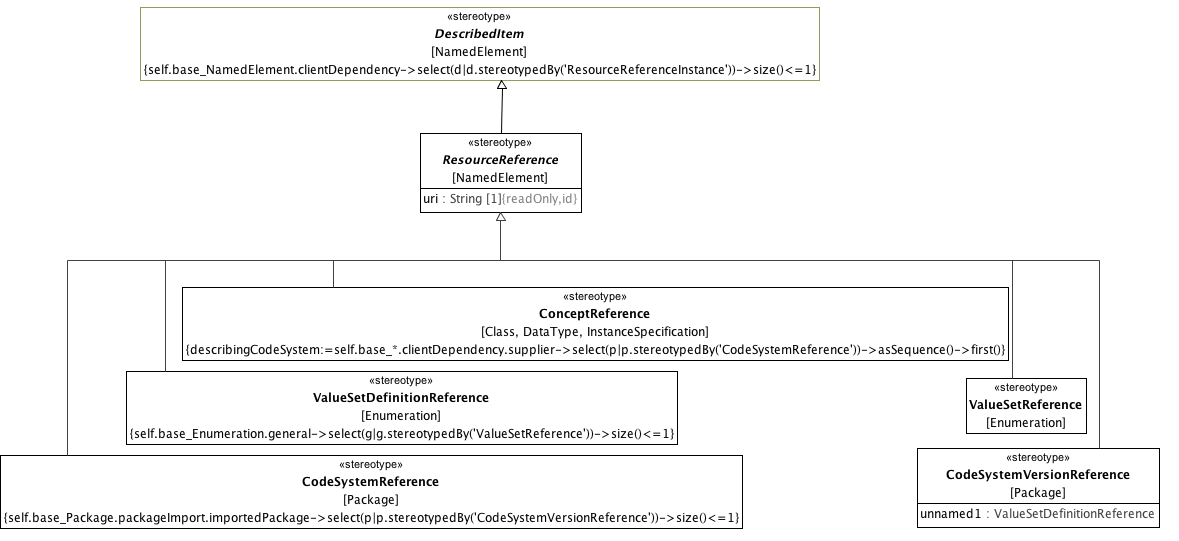 «stereotype»
DescribedItem
[NamedElement]
{self.base_NamedElement.clientDependency->select(d|d.stereotypedBy('ResourceReferenceInstance'))->size()<=1}
«stereotype»
ResourceReference
[NamedElement]
uri : String [1]{readOnly,id}
«stereotype»
ConceptReference
[Class, DataType, InstanceSpecification]
{describingCodeSystem:=self.base_*.clientDependency.supplier->select(p|p.stereotypedBy('CodeSystemReference'))->asSequence()->first()}
«stereotype»
ValueSetDefinitionReference
[Enumeration]
{self.base_Enumeration.general->select(g|g.stereotypedBy('ValueSetReference'))->size()<=1}
«stereotype»
ValueSetReference
[Enumeration]
«stereotype»
CodeSystemReference
[Package]
{self.base_Package.packageImport.importedPackage->select(p|p.stereotypedBy('CodeSystemVersionReference'))->size()<=1}
«stereotype»
CodeSystemVersionReference
[Package]
unnamed1 : ValueSetDefinitionReference